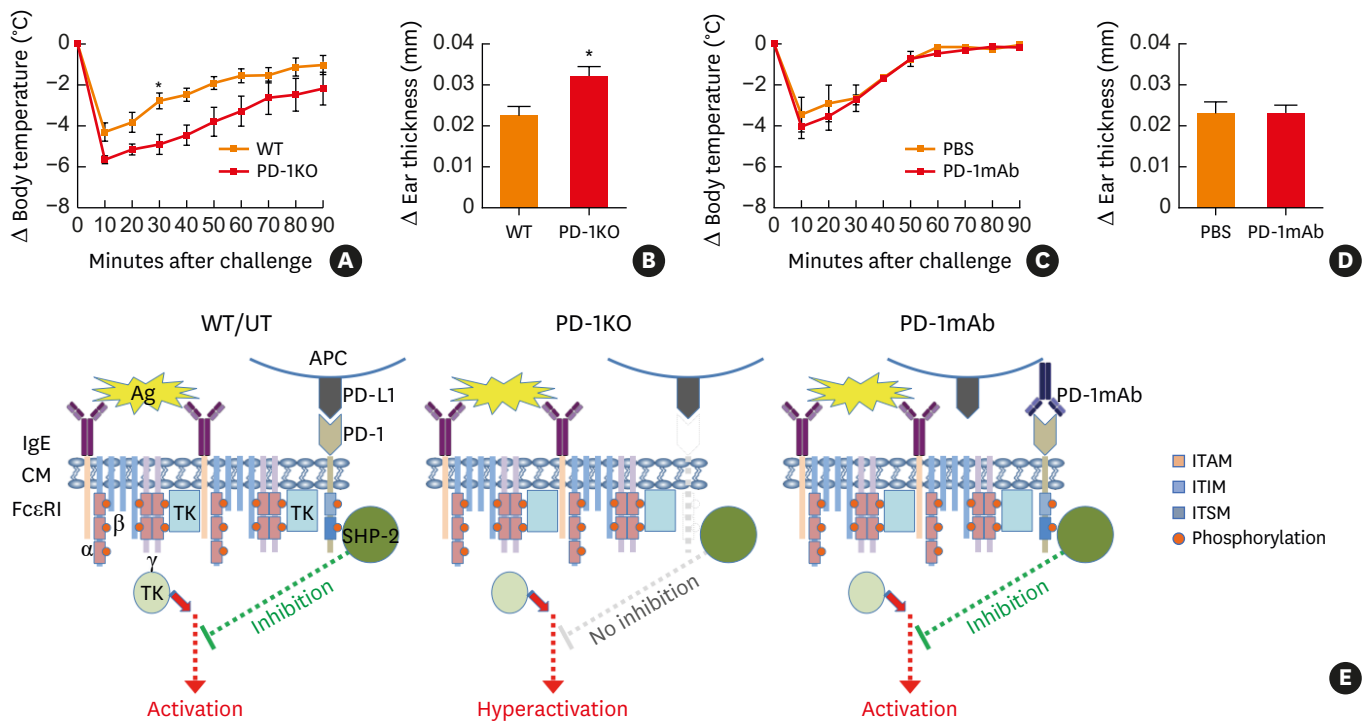 Δ Body temperature (°C)
0
−2
−4
−6
−8
*
WT
PD-1KO
0 10 20 30 40 50 60 70 80 90
Minutes after challenge
A
Δ Ear thickness (mm)
0.04
0.03
0.02
0.01
0
*
WT PD-1KO
B
Δ Body temperature (°C)
0
−2
−4
−6
−8
PBS
PD-1mAb
0 10 20 30 40 50 60 70 80 90
Minutes after challenge
C
Δ Ear thickness (mm)
0.04
0.03
0.02
0.01
0
PBS PD-1mAb
D
WT/UT
APC
Ag
PD-L1
PD-1
IgE
CM
FcεRI
TK
TK
β
α
γ
SHP-2
TK
Inhibition
Activation
PD-1KO
No inhibition
Hyperactivation
PD-1mAb
PD-1mAb
Inhibition
Activation
ITAM
ITIM
ITSM
Phosphorylation
E